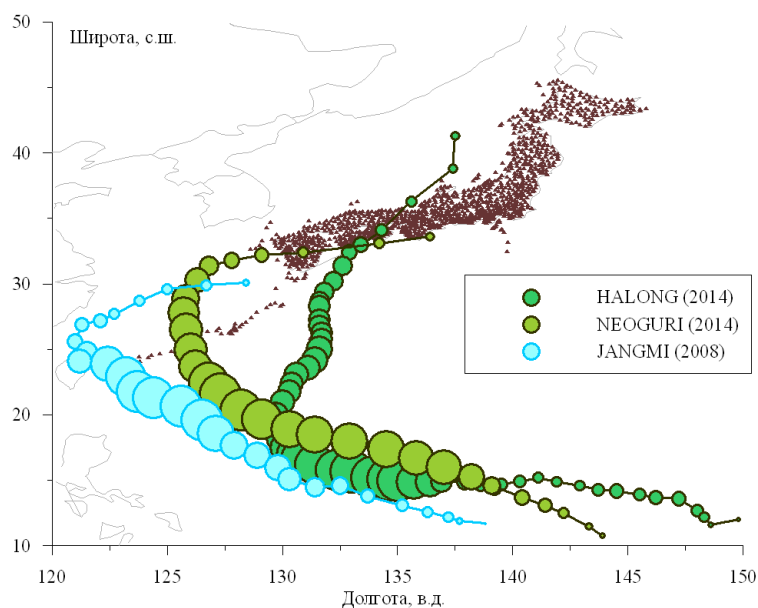 50
Широта, с.ш.
40
30
HALONG (2014)
NEOGURI (2014)
JANGMI (2008)
20
10
120 125 130 135 140 145 150
Долгота, в.д.